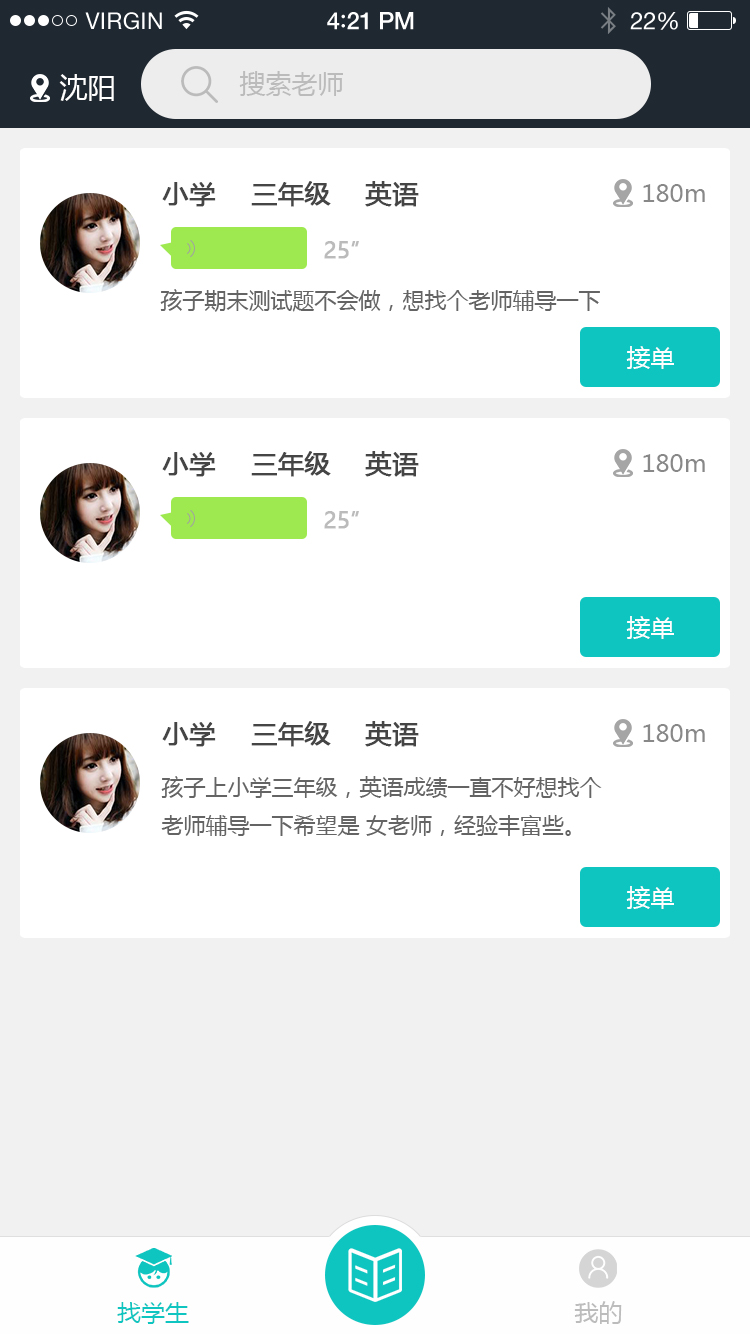 VIRGIN 4:21 PM 22%
沈阳 搜索老师
小学 三年级 英语 180m
25″
孩子期末测试题不会做，想找个老师辅导一下
接单
小学 三年级 英语 180m
25″
接单
小学 三年级 英语 180m
孩子上小学三年级，英语成绩一直不好想找个
老师辅导一下希望是 女老师，经验丰富些。
接单
找学生 我的